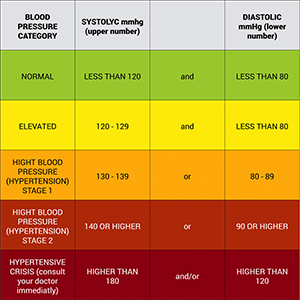 BLOOD
PRESSURE
CATEGORY
SYSTOLYC mmhg
(upper number)
DIASTOLIC
mmHg (lower
number)
NORMAL
LESS THAN 120
and
LESS THAN 80
ELEVATED
120 - 129
and
LESS THAN 80
HIGHT BLOOD
PRESSURE
(HYPERTENSION)
STAGE 1
130 - 139
or
80 - 89
HIGHT BLOOD
PRESSURE
(HYPERTENSION)
STAGE 2
140 OR HIGHER
or
90 OR HIGHER
HYPERTENSIVE
CRISIS (consult
your doctor
immediatly)
HIGHER THAN
180
and/or
HIGHER THAN
120